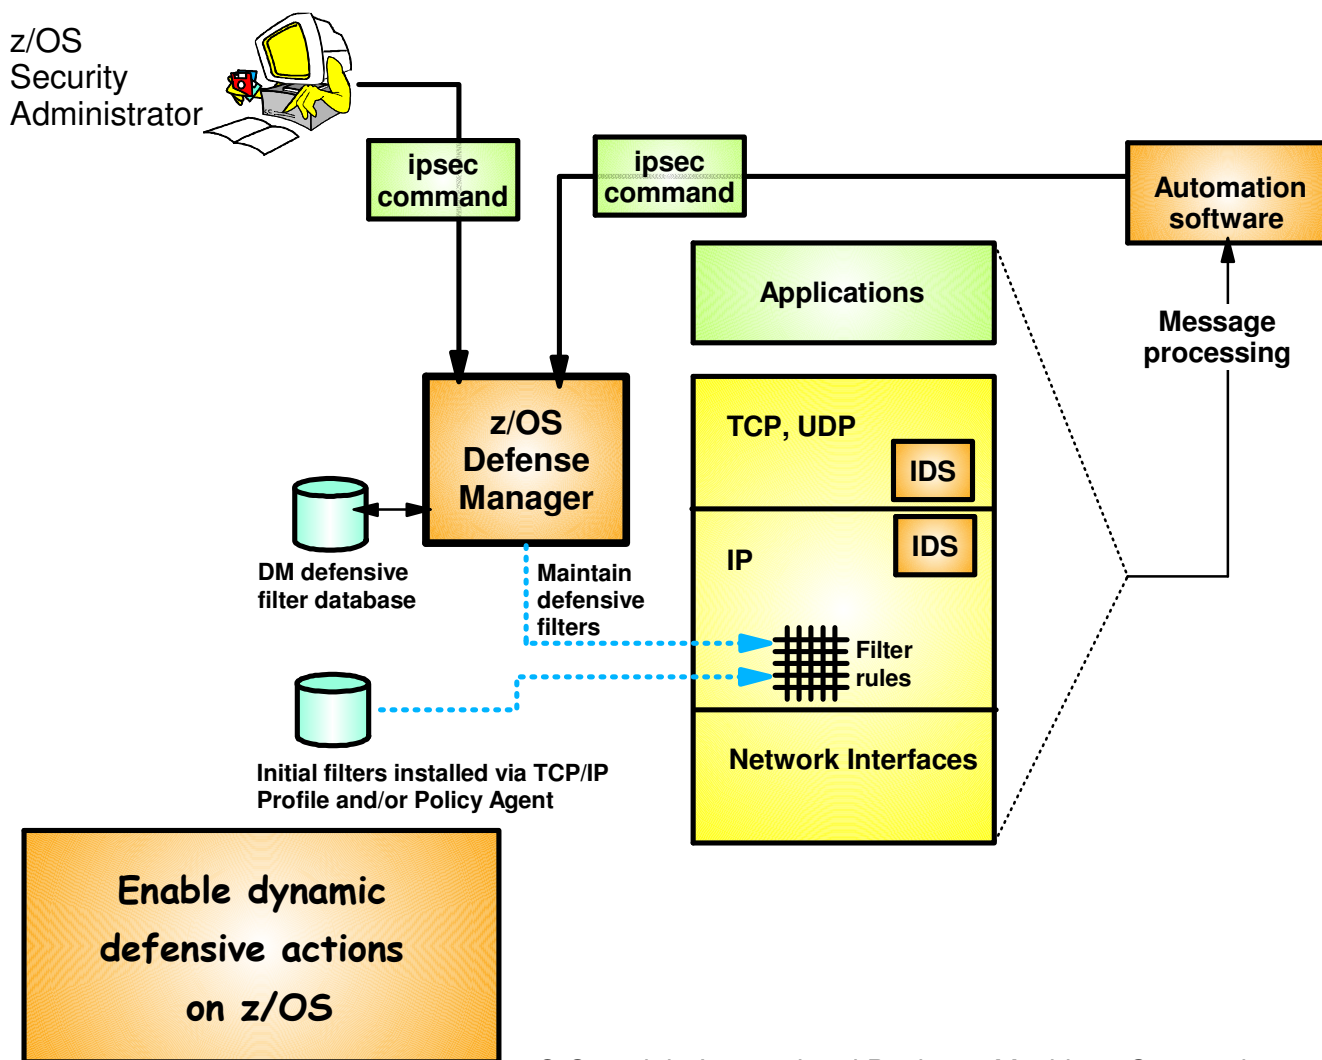 z/OS
Security
Administrator
ipsec
command
ipsec
command
Automation
software
Applications
Message
processing
z/OS
Defense
Manager
TCP, UDP
IDS
IDS
IP
DM defensive
filter database
Maintain
defensive
filters
Filter
rules
Network Interfaces
Initial filters installed via TCP/IP
Profile and/or Policy Agent
Enable dynamic
defensive actions
on z/OS